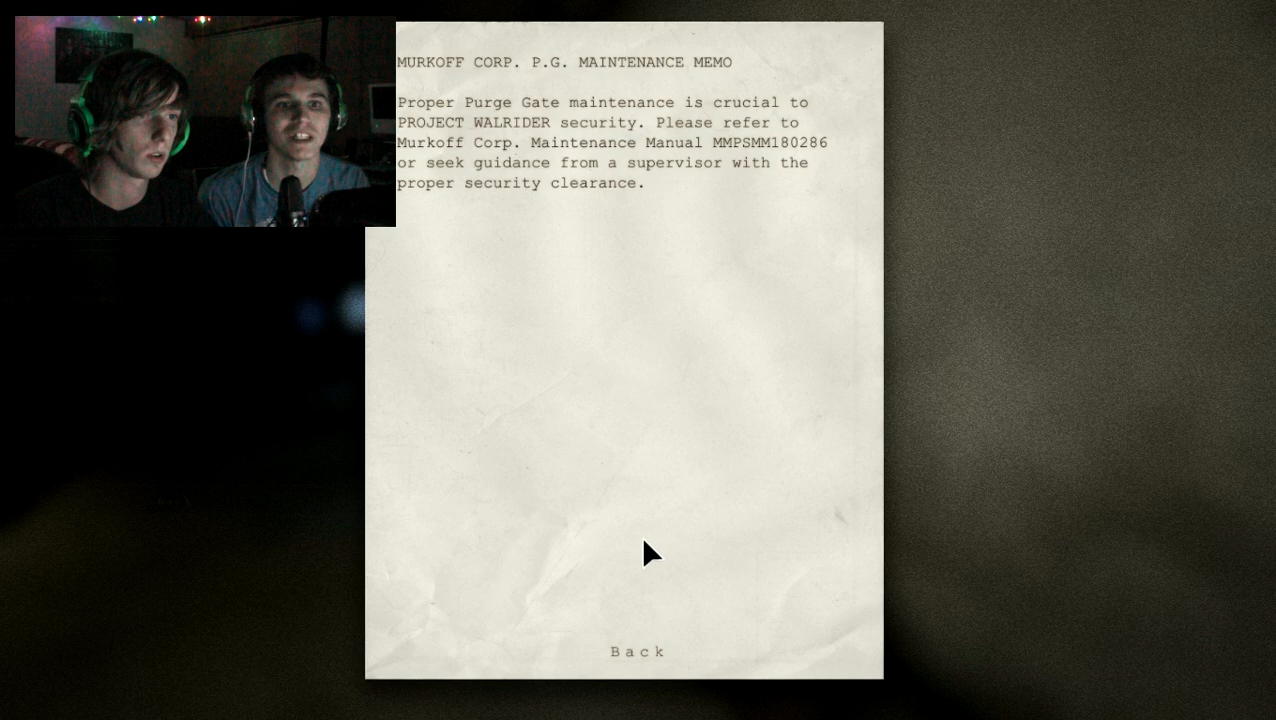 MURKOFF CORP. P.G. MAINTENANCE MEMO
Proper Purge Gate maintenance is crucial to
PROJECT WALRIDER security. Please refer to
Murkoff Corp. Maintenance Manual MMPSMM180286
or seek guidance from a supervisor with the
proper security clearance.
Back